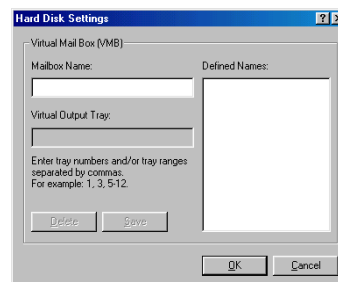 Hard Disk Settings
Virtual Mail Box (VMB)
Mailbox Name:
Defined Names:
Virtual Output Tray:
Enter tray numbers and/or tray ranges
separated by commas.
For example: 1, 3, 5-12.
Delete
Save
OK
Cancel